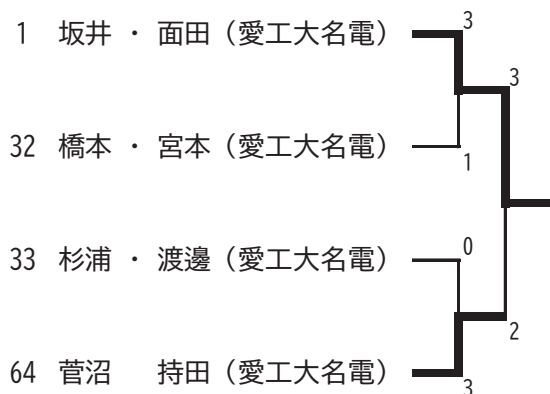 1 坂井 ・ 面田（愛工大名電） 3
3
32 橋本 ・ 宮本（愛工大名電） 1
33 杉浦 ・ 渡邊（愛工大名電） 0
2
64 菅沼 持田（愛工大名電） 3